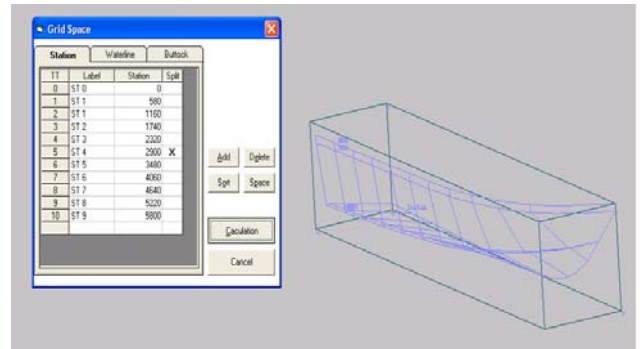 Grid Space
Station Waterline Buttock
TT Label Station Split
0 ST 0 0
1 ST 1 580
2 ST 1 1160
3 ST 2 1740
4 ST 3 2320
5 ST 4 2900 X
6 ST 5 3480
7 ST 6 4060
8 ST 7 4640
9 ST 8 5220
10 ST 9 5800
Add Delete
Sort Space
Caculation
Cancel